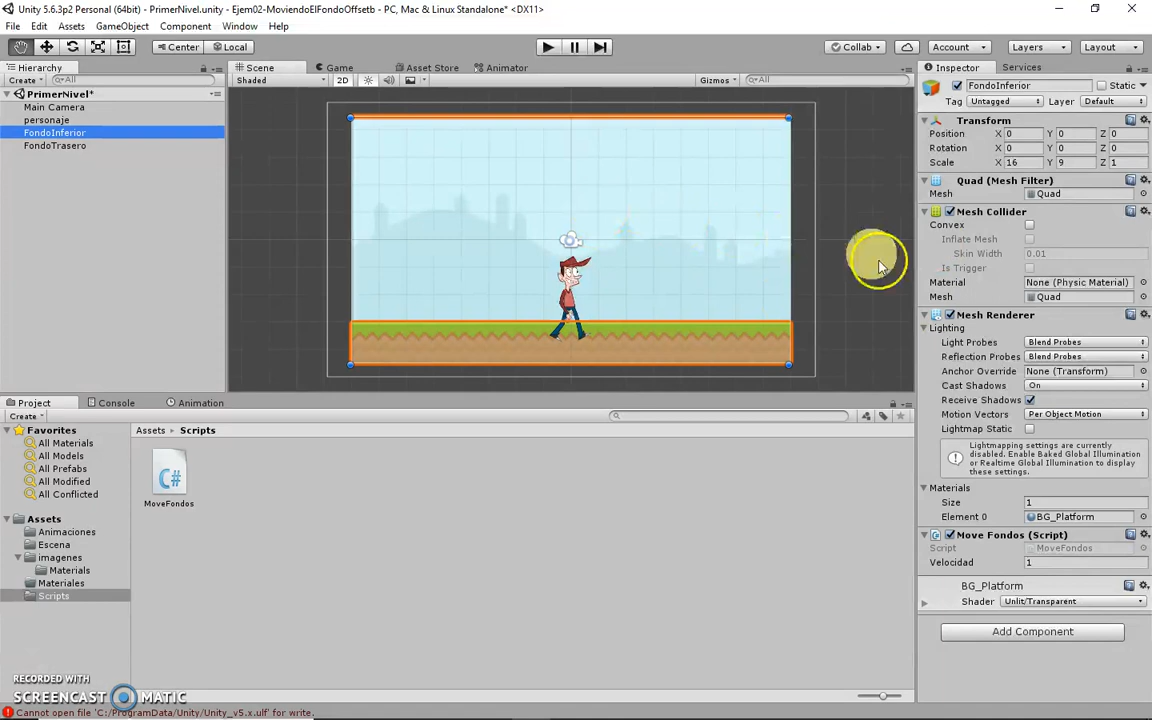 Unity 5.6.3p2 Personal (64bit) - PrimerNivel.unity - Ejem02-MoviendoElFondoOffsetb - PC, Mac & Linux Standalone* <DX11>
File Edit Assets GameObject Component Window Help
Center Local Collab Account Layers Layout
Hierarchy Scene Game Asset Store Animator Inspector Services
Create All Shaded 2D Gizmos All FondoInferior Static
PrimerNivel* Tag Untagged Layer Default
Main Camera
personaje
FondoInferior
FondoTrasero
Transform
Position X 0 Y 0 Z 0
Rotation X 0 Y 0 Z 0
Scale X 16 Y 9 Z 1
Quad (Mesh Filter)
Mesh Quad
Mesh Collider
Convex
Inflate Mesh
Skin Width 0.01
Is Trigger
Material None (Physic Material)
Mesh Quad
Mesh Renderer
Lighting
Light Probes Blend Probes
Reflection Probes Blend Probes
Anchor Override None (Transform)
Cast Shadows On
Receive Shadows
Motion Vectors Per Object Motion
Lightmap Static
Lightmapping settings are currently
disabled. Enable Baked Global Illumination
or Realtime Global Illumination to display
these settings.
Materials
Size 1
Element 0 BG_Platform
Move Fondos (Script)
Script MoveFondos
Velocidad 1
BG_Platform
Shader Unlit/Transparent
Add Component
Project Console Animation
Create
Favorites
All Materials
All Models
All Prefabs
All Modified
All Conflicted
Assets
Animaciones
Escena
imagenes
Materials
Materiales
Scripts
Assets Scripts
C#
MoveFondos
RECORDED WITH
SCREENCAST MATIC
Cannot open file 'C:/ProgramData/Unity/Unity_v5.x.ulf' for write.